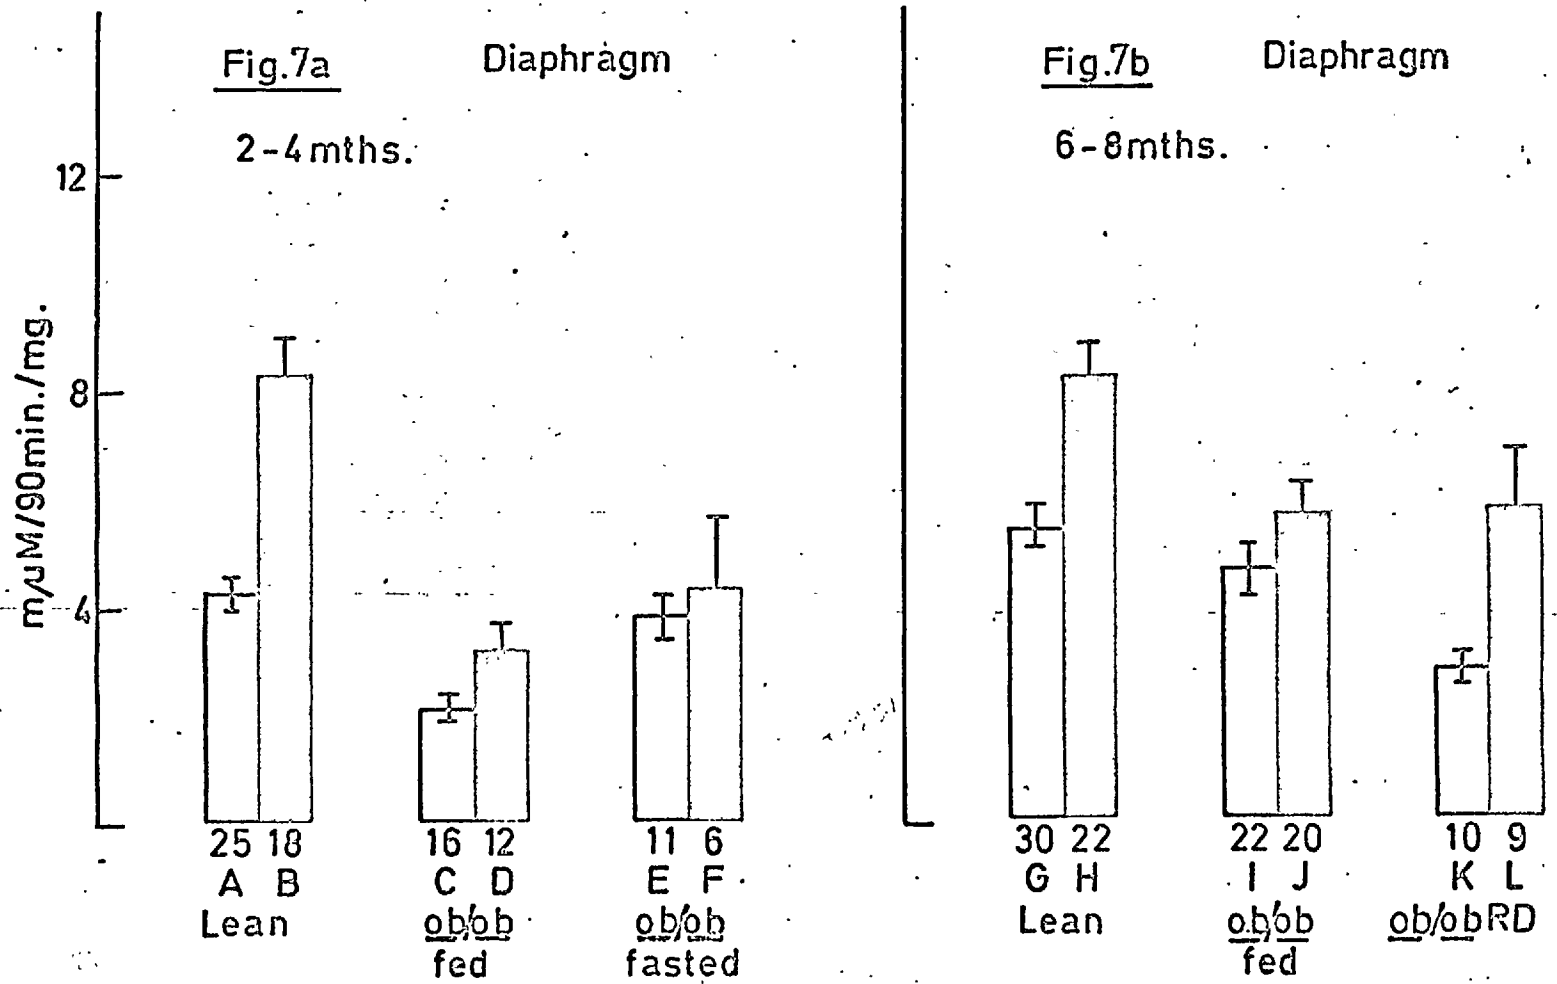 Fig.7a
Diaphragm
2-4mths.
12
8
4
mµM/90min./mg.
25 18
A B
Lean
16 12
C D
ob/ob
fed
11 6
E F
ob/ob
fasted
Fig.7b
Diaphragm
6-8mths.
30 22
G H
Lean
22 20
I J
ob/ob
fed
10 9
K L
ob/ob RD